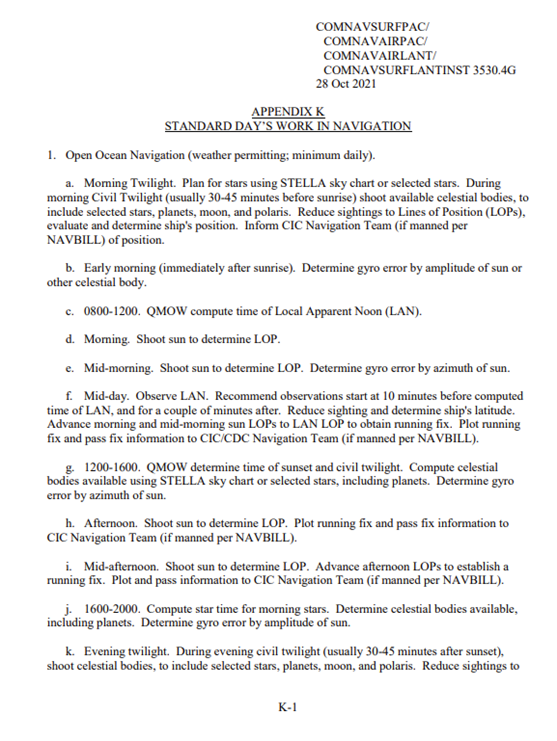 COMNAVSURFPAC/
COMNAVAIRPAC/
COMNAVAIRLANT/
COMNAVSURFLANTINST 3530.4G
28 Oct 2021
APPENDIX K
STANDARD DAY'S WORK IN NAVIGATION
1. Open Ocean Navigation (weather permitting; minimum daily).
a. Morning Twilight. Plan for stars using STELLA sky chart or selected stars. During
morning Civil Twilight (usually 30-45 minutes before sunrise) shoot available celestial bodies, to
include selected stars, planets, moon, and polaris. Reduce sightings to Lines of Position (LOPs),
evaluate and determine ship's position. Inform CIC Navigation Team (if manned per
NAVBILL) of position.
b. Early morning (immediately after sunrise). Determine gyro error by amplitude of sun or
other celestial body.
c. 0800-1200. QMOW compute time of Local Apparent Noon (LAN).
d. Morning. Shoot sun to determine LOP.
e. Mid-morning. Shoot sun to determine LOP. Determine gyro error by azimuth of sun.
f. Mid-day. Observe LAN. Recommend observations start at 10 minutes before computed
time of LAN, and for a couple of minutes after. Reduce sighting and determine ship's latitude.
Advance morning and mid-morning sun LOPs to LAN LOP to obtain running fix. Plot running
fix and pass fix information to CIC/CDC Navigation Team (if manned per NAVBILL).
g. 1200-1600. QMOW determine time of sunset and civil twilight. Compute celestial
bodies available using STELLA sky chart or selected stars, including planets. Determine gyro
error by azimuth of sun.
h. Afternoon. Shoot sun to determine LOP. Plot running fix and pass fix information to
CIC Navigation Team (if manned per NAVBILL).
i. Mid-afternoon. Shoot sun to determine LOP. Advance afternoon LOPs to establish a
running fix. Plot and pass information to CIC Navigation Team (if manned per NAVBILL).
j. 1600-2000. Compute star time for morning stars. Determine celestial bodies available,
including planets. Determine gyro error by amplitude of sun.
k. Evening twilight. During evening civil twilight (usually 30-45 minutes after sunset),
shoot celestial bodies, to include selected stars, planets, moon, and polaris. Reduce sightings to
K-1